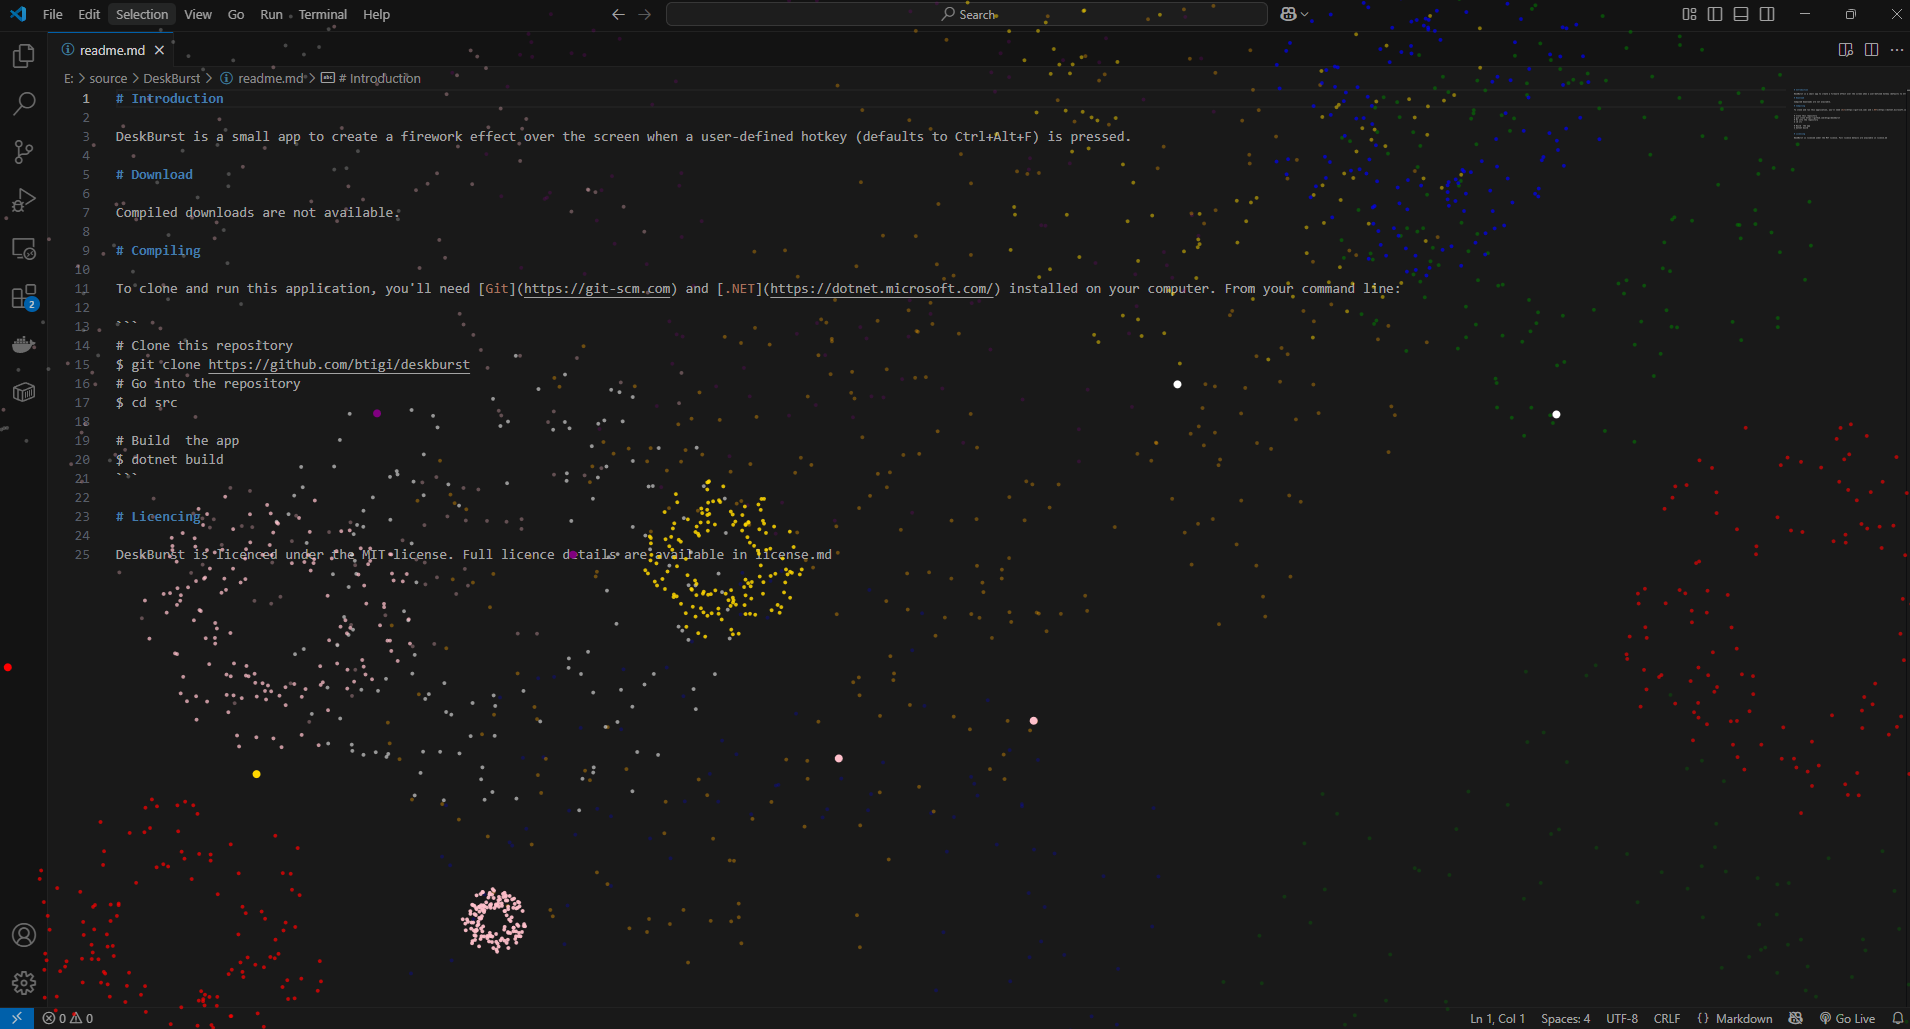 File Edit Selection View Go Run Terminal Help
Search
readme.md
E: > source > DeskBurst > readme.md > # Introduction
1 # Introduction
2
3 DeskBurst is a small app to create a firework effect over the screen when a user-defined hotkey (defaults to Ctrl+Alt+F) is pressed.
4
5 # Download
6
7 Compiled downloads are not available.
8
9 # Compiling
10
11 To clone and run this application, you'll need [Git](https://git-scm.com) and [.NET](https://dotnet.microsoft.com/) installed on your computer. From your command line:
12
13 ```
14 # Clone this repository
15 $ git clone https://github.com/btigi/deskburst
16 # Go into the repository
17 $ cd src
18
19 # Build  the app
20 $ dotnet build
21 ```
22
23 # Licencing
24
25 DeskBurst is licenced under the MIT license. Full licence details are available in license.md
2
0 0
Ln 1, Col 1 Spaces: 4 UTF-8 CRLF {} Markdown Go Live